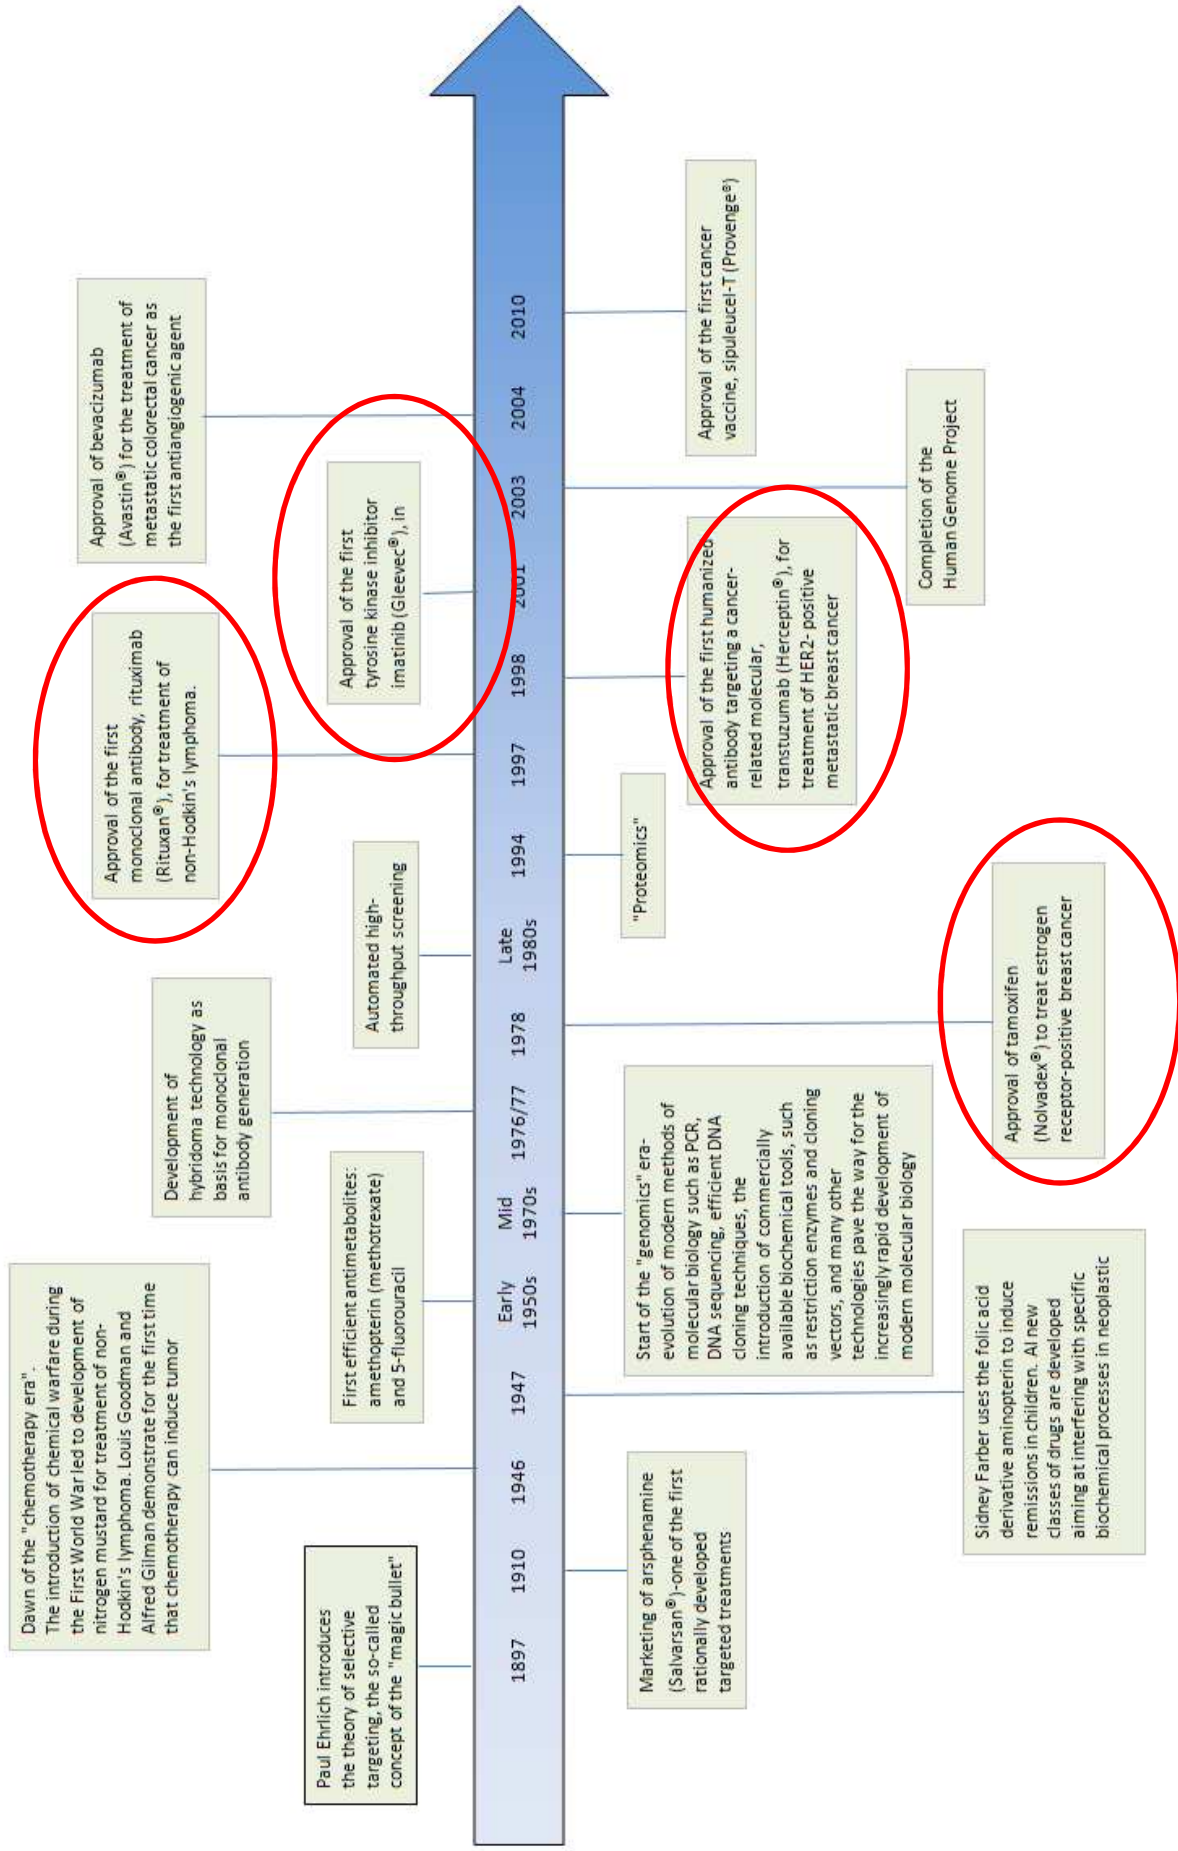 Dawn of the "chemotherapy era".
The introduction of chemical warfare during
the First World War led to development of
nitrogen mustard for treatment of non-
Hodkin's lymphoma. Louis Goodman and
Alfred Gilman demonstrate for the first time
that chemotherapy can induce tumor
Development of
hybridoma technology as
basis for monoclonal
antibody generation
Approval of the first
monoclonal antibody, rituximab
(Rituxan®), for treatment of
non-Hodkin's lymphoma.
Approval of bevacizumab
(Avastin®) for the treatment of
metastatic colorectal cancer as
the first antiangiogenic agent
Paul Ehrlich introduces
the theory of selective
targeting, the so-called
concept of the "magic bullet"
First efficient antimetabolites:
amethopterin (methotrexate)
and 5-fluorouracil
Automated high-
throughput screening
Approval of the first
tyrosine kinase inhibitor
imatinib (Gleevec®), in
1897
1910
1946
1947
Early
1950s
Mid
1970s
1976/77
1978
Late
1980s
1994
1997
1998
2001
2003
2004
2010
Marketing of arsphenamine
(Salvarsan®)-one of the first
rationally developed
targeted treatments
Start of the "genomics" era-
evolution of modern methods of
molecular biology such as PCR,
DNA sequencing, efficient DNA
cloning techniques, the
introduction of commercially
available biochemical tools, such
as restriction enzymes and cloning
vectors, and many other
technologies pave the way for the
increasingly rapid development of
modern molecular biology
"Proteomics"
Approval of the first humanized
antibody targeting a cancer-
related molecular,
transtuzumab (Herceptin®), for
treatment of HER2- positive
metastatic breast cancer
Approval of the first cancer
vaccine, sipuleucel-T (Provenge®)
Sidney Farber uses the folic acid
derivative aminopterin to induce
remissions in children. Al new
classes of drugs are developed
aiming at interfering with specific
biochemical processes in neoplastic
Approval of tamoxifen
(Nolvadex®) to treat estrogen
receptor-positive breast cancer
Completion of the
Human Genome Project